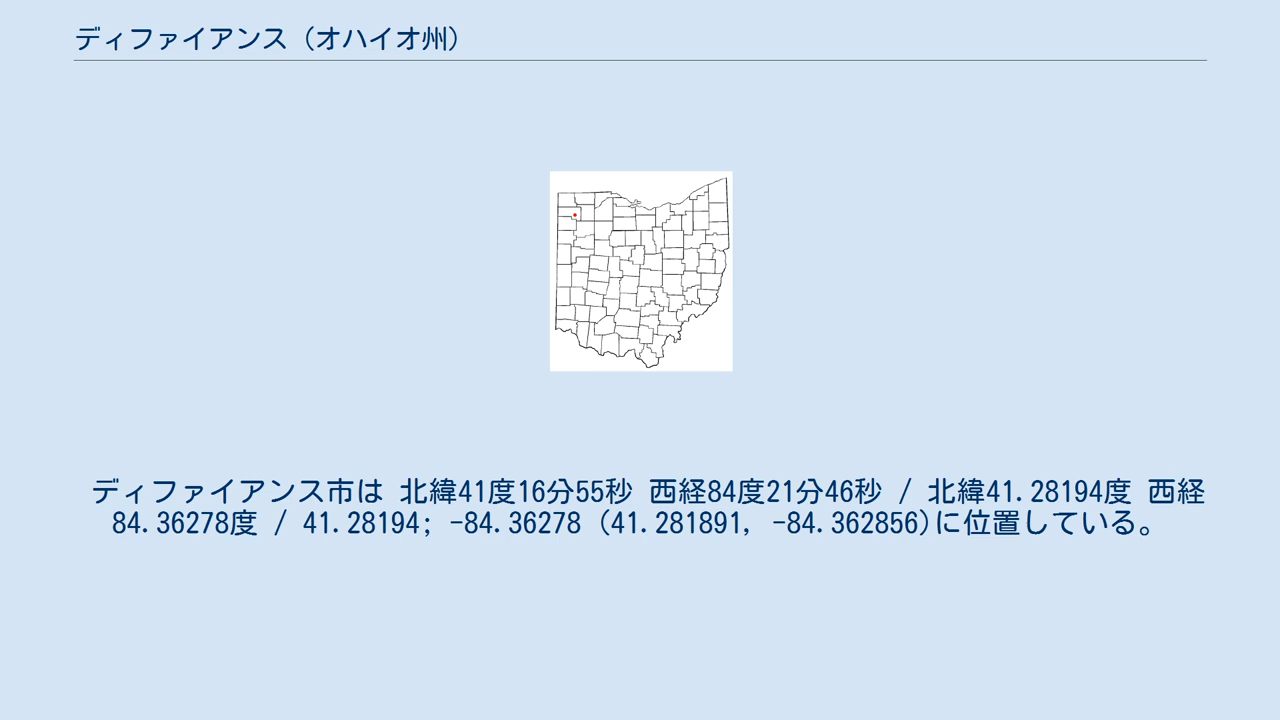 ディファイアンス（オハイオ州）
ディファイアンス市は 北緯41度16分55秒 西経84度21分46秒 / 北緯41.28194度 西経
84.36278度 / 41.28194; -84.36278 (41.281891, -84.362856)に位置している。